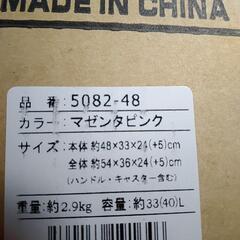 MADE IN CHINA
品 番：5082-48
カラー：マゼンタピンク
サイズ：本体 約48×33×24(+5)cm
全体 約54×36×24(+5)cm
(ハンドル・キャスター含む)
重量：約2.9kg 容量：約33(40)L